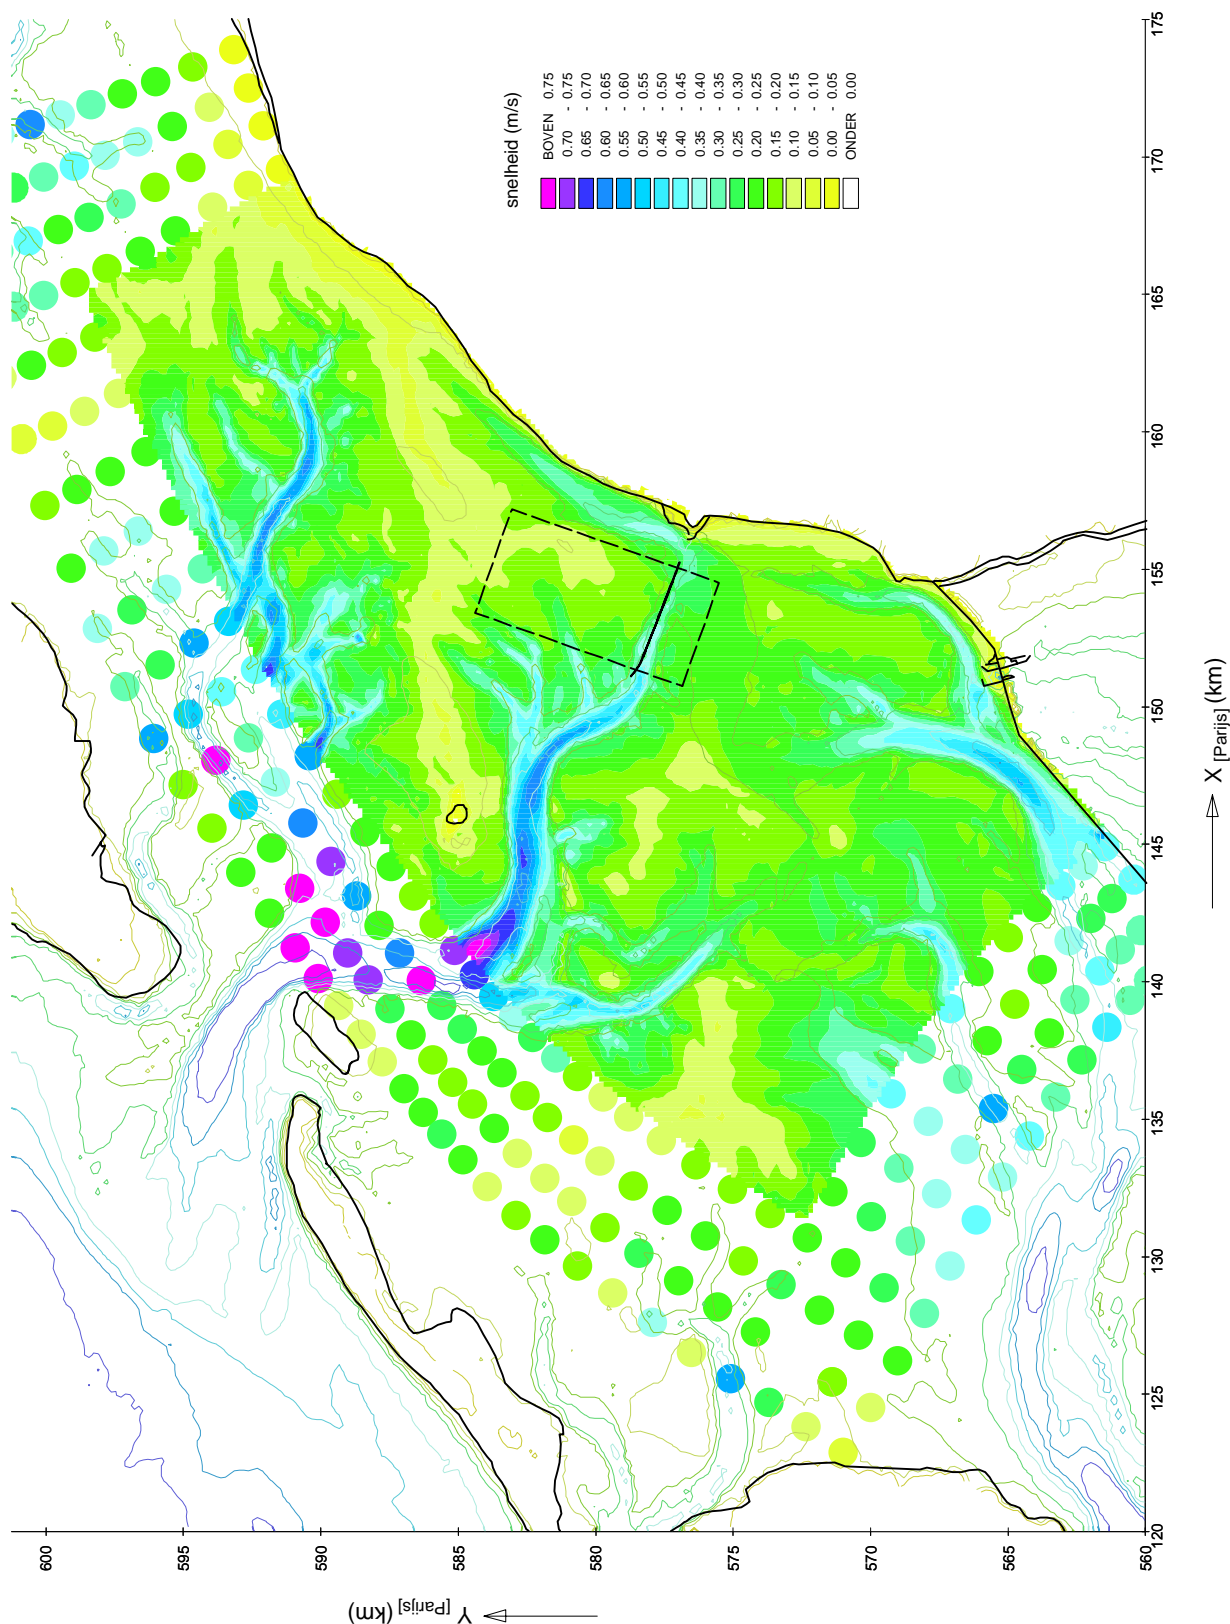 snelheid (m/s)
BOVEN 0.75
0.70 - 0.75
0.65 - 0.70
0.60 - 0.65
0.55 - 0.60
0.50 - 0.55
0.45 - 0.50
0.40 - 0.45
0.35 - 0.40
0.30 - 0.35
0.25 - 0.30
0.20 - 0.25
0.15 - 0.20
0.10 - 0.15
0.05 - 0.10
0.00 - 0.05
ONDER 0.00
600
595
590
585
580
575
570
565
560
Y [Parijs] (km)
120
125
130
135
140
145
150
155
160
165
170
175
X [Parijs] (km)